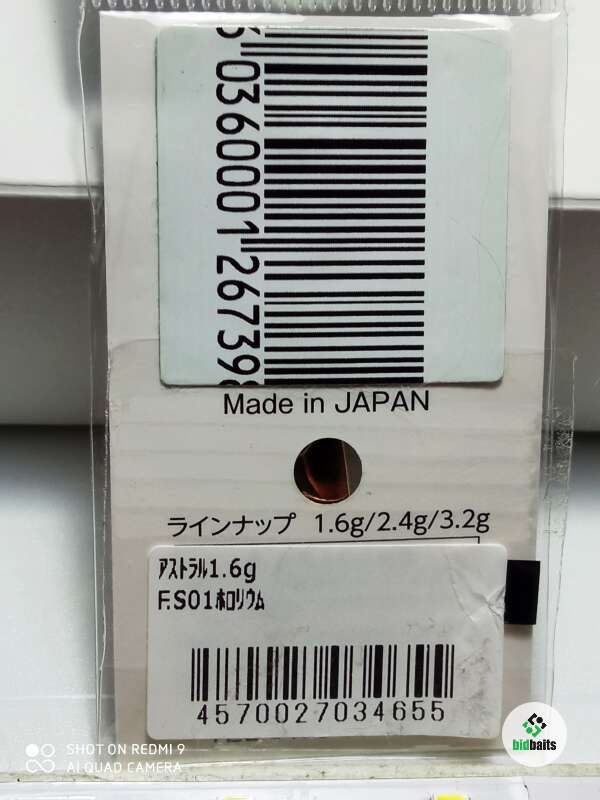 036000126739
Made in JAPAN
ラインナップ 1.6g/2.4g/3.2g
ｱｽﾄﾗﾙ1.6g
F.S01ﾎﾛﾘｳﾑ
4570027034655
SHOT ON REDMI 9
AI QUAD CAMERA
bidbaits